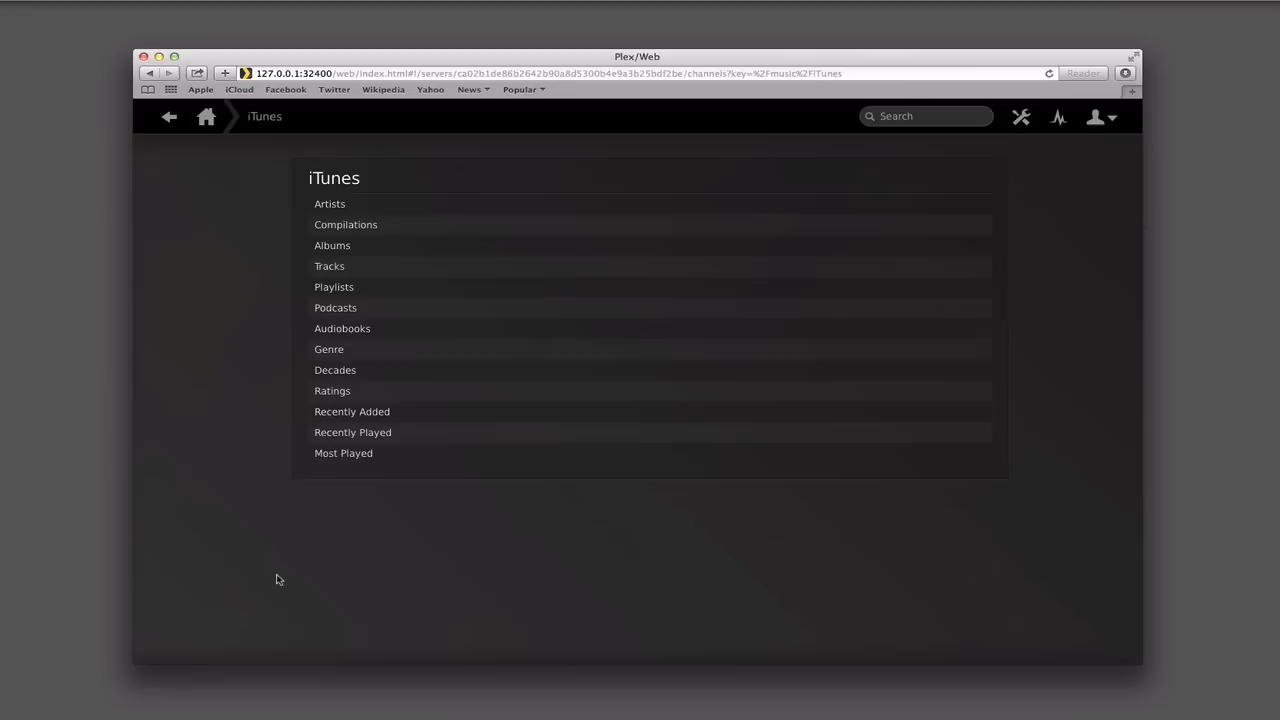 Plex/Web
127.0.0.1:32400/web/index.html#!/servers/ca02b1de86b2642b90a8d5300b4e9a3b25bdf2be/channels?key=%2Fmusic%2FiTunes
Reader
Apple iCloud Facebook Twitter Wikipedia Yahoo News Popular
iTunes Search
iTunes
Artists
Compilations
Albums
Tracks
Playlists
Podcasts
Audiobooks
Genre
Decades
Ratings
Recently Added
Recently Played
Most Played